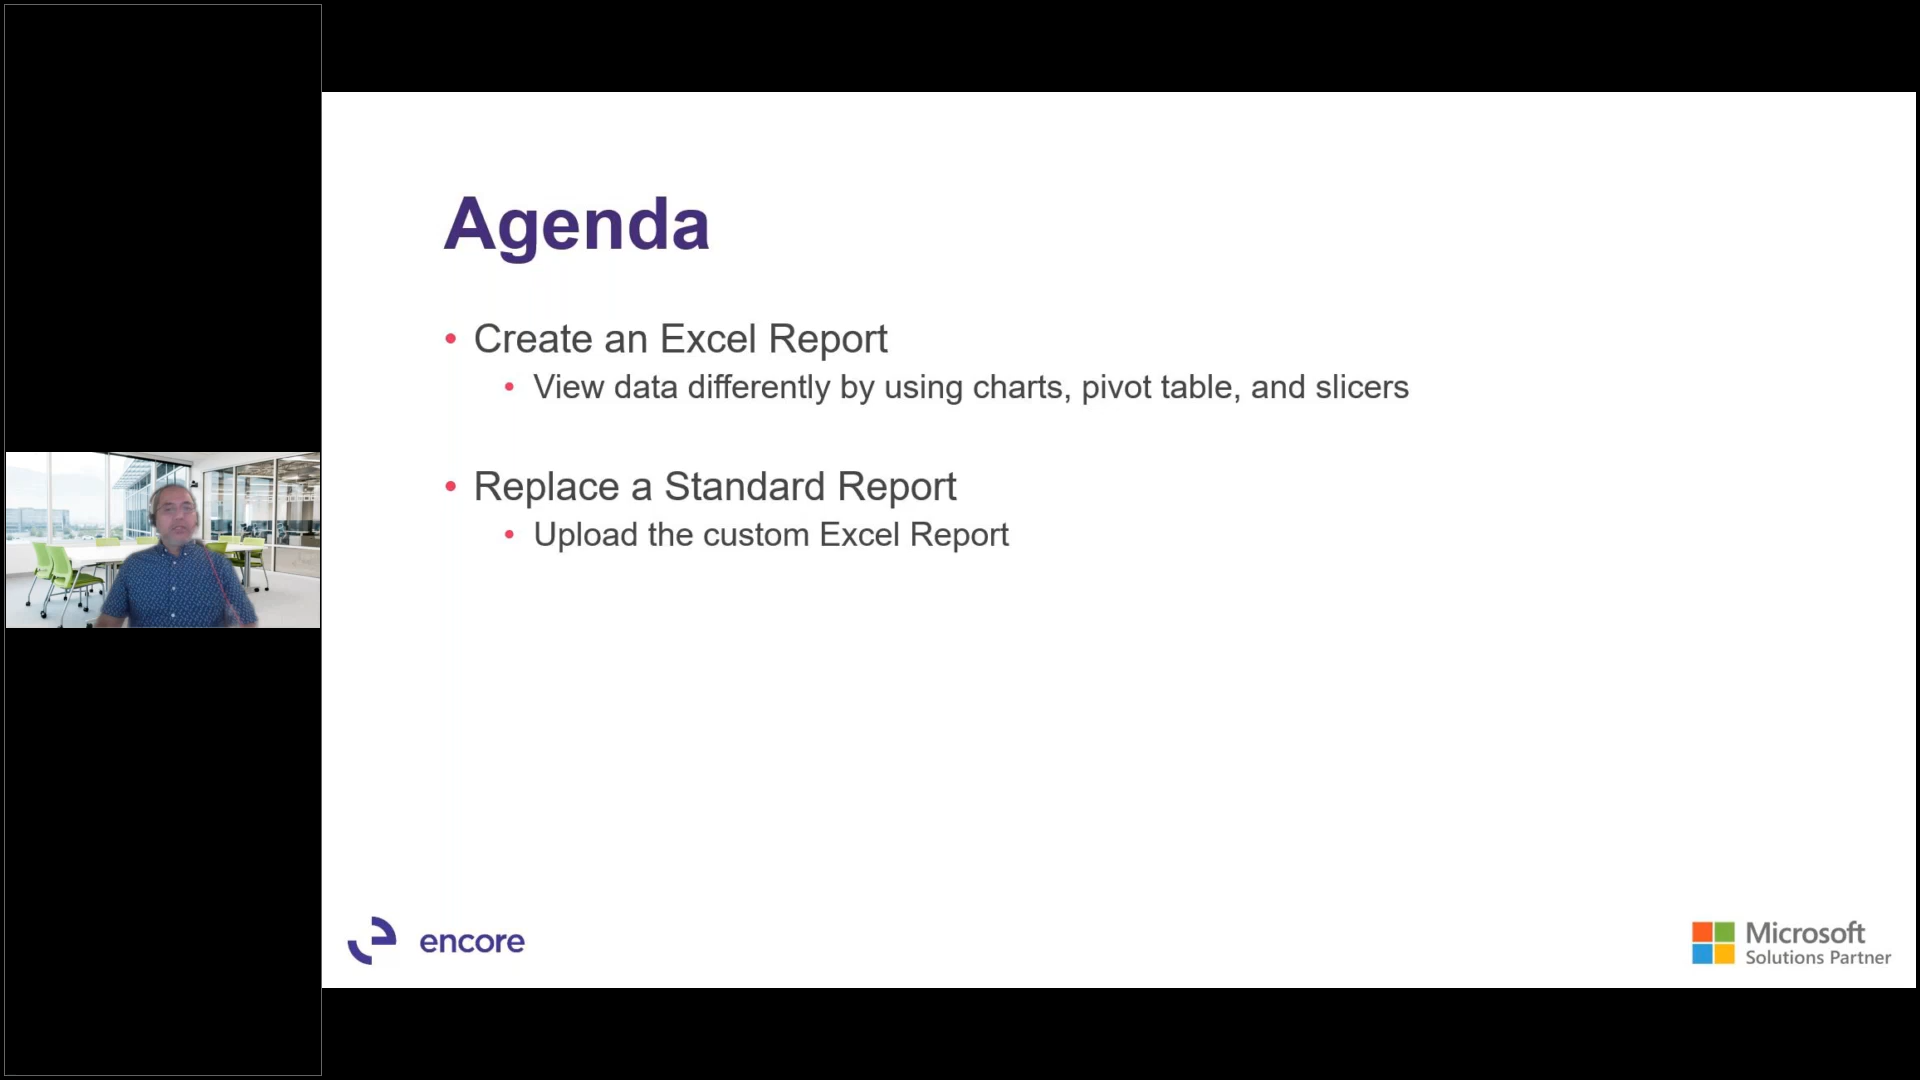 Agenda
• Create an Excel Report
• View data differently by using charts, pivot table, and slicers
• Replace a Standard Report
• Upload the custom Excel Report
encore
Microsoft
Solutions Partner